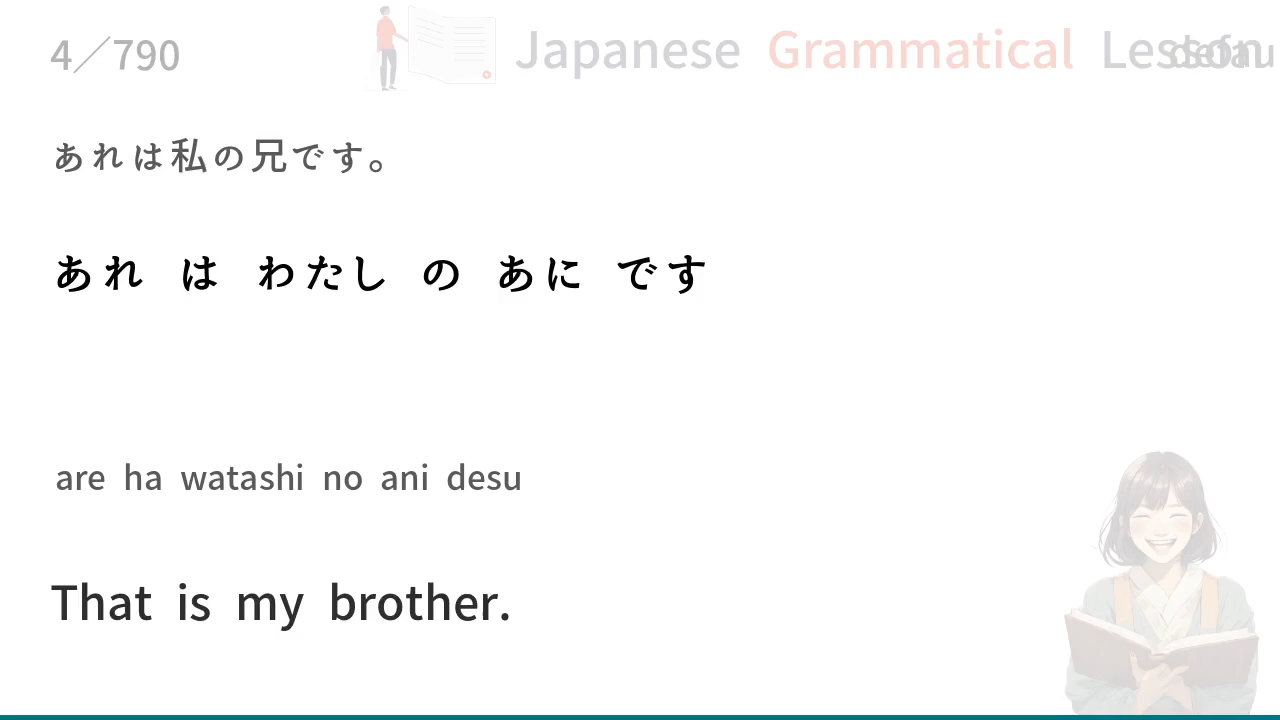 4／790
Japanese Grammatical Lesson
defau
あれは私の兄です。
あれ は わたし の あに です
are ha watashi no ani desu
That is my brother.